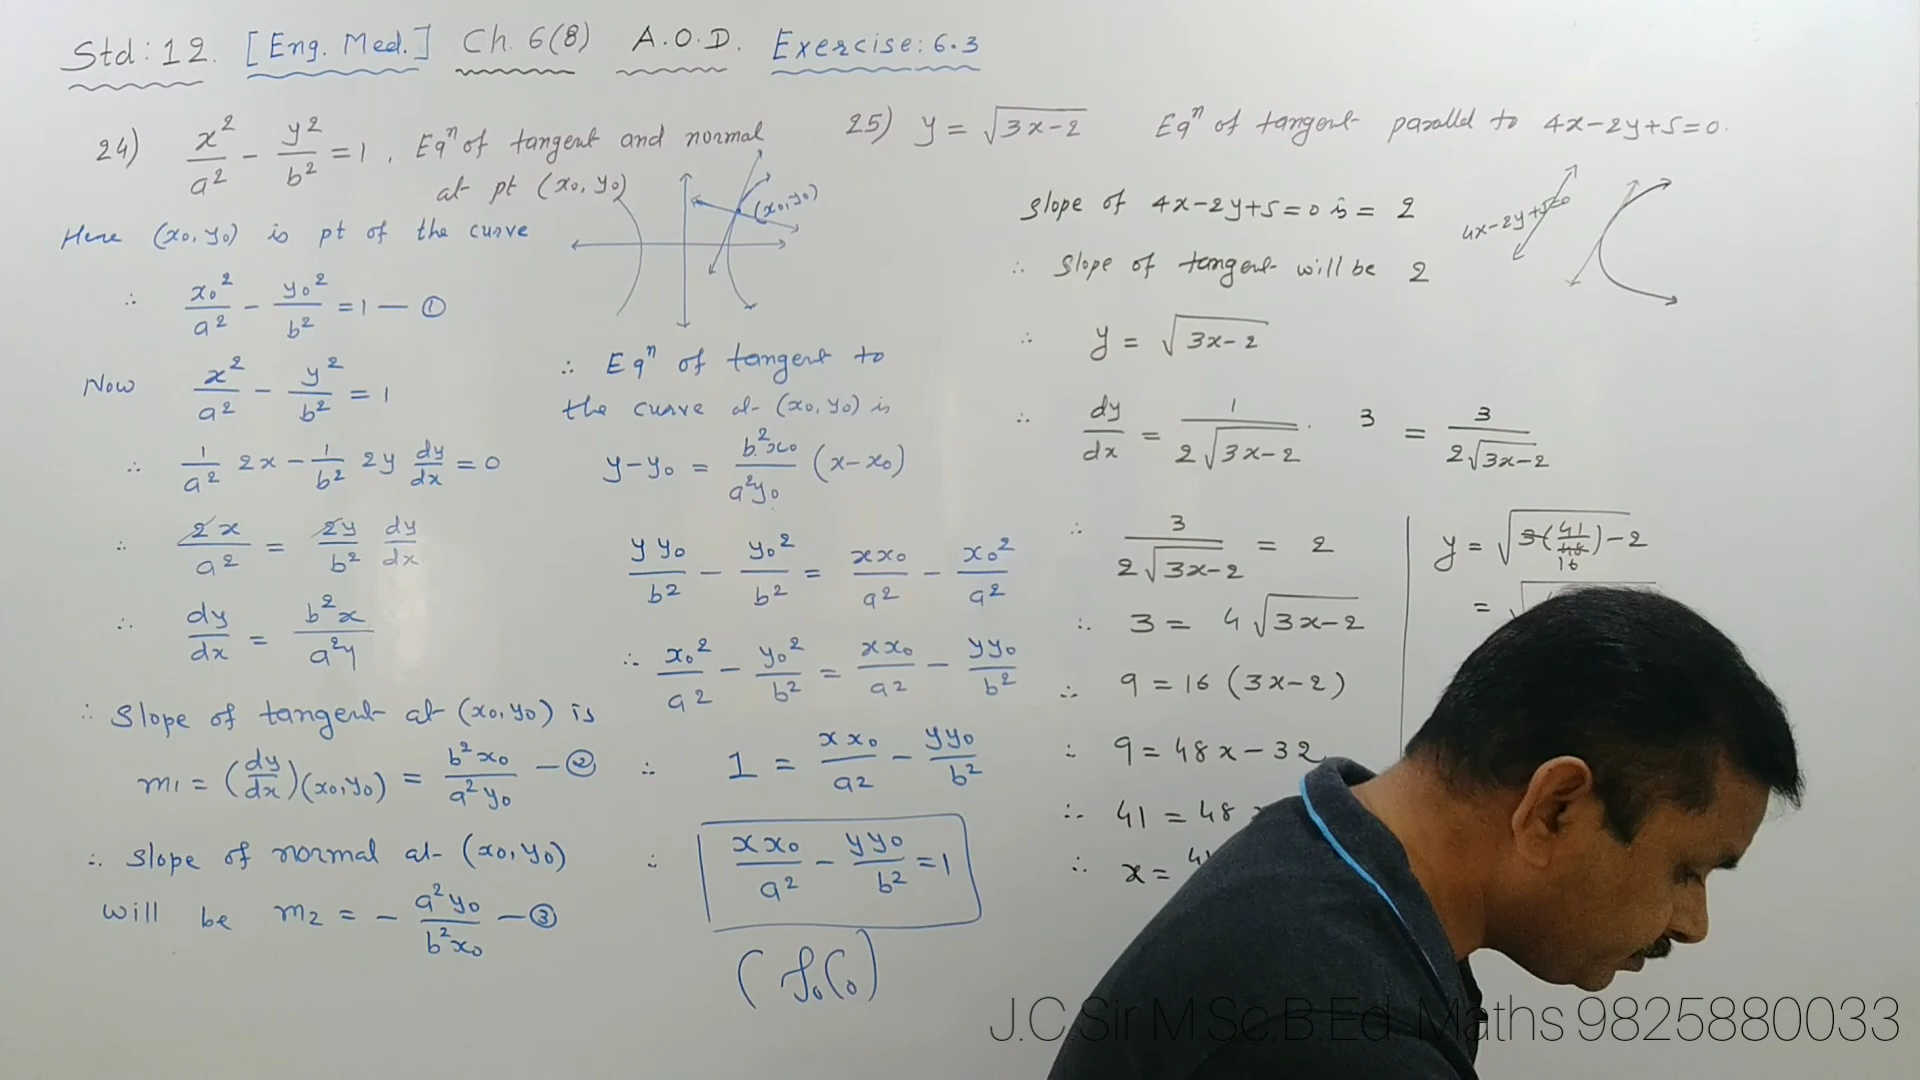 Std:12. [Eng. Med.] Ch. 6(8) A.O.D. Exercise:6.3
24) x²/a² - y²/b² = 1, Eqⁿ of tangent and normal
at pt (x₀, y₀)
(x₀,y₀)
Here (x₀, y₀) is pt of the curve
∴ x₀²/a² - y₀²/b² = 1 — ①
Now x²/a² - y²/b² = 1
∴ 1/a² 2x - 1/b² 2y dy/dx = 0
∴ 2x/a² = 2y/b² dy/dx
∴ dy/dx = b²x/a²y
∴ Slope of tangent at (x₀, y₀) is
m₁ = (dy/dx)(x₀,y₀) = b²x₀/a²y₀ — ②
∴ slope of normal at (x₀, y₀)
will be m₂ = - a²y₀/b²x₀ — ③
∴ Eqⁿ of tangent to
the curve at (x₀, y₀) is
y-y₀ = b²x₀/a²y₀ (x-x₀)
yy₀/b² - y₀²/b² = xx₀/a² - x₀²/a²
∴ x₀²/a² - y₀²/b² = xx₀/a² - yy₀/b²
∴ 1 = xx₀/a² - yy₀/b²
∴ xx₀/a² - yy₀/b² = 1
25) y = √3x-2 Eqⁿ of tangent parallel to 4x-2y+5=0.
slope of 4x-2y+5=0 is = 2
4x-2y+5=0
∴ Slope of tangent will be 2
∴ y = √3x-2
∴ dy/dx = 1/2√3x-2 · 3 = 3/2√3x-2
∴ 3/2√3x-2 = 2
∴ 3 = 4√3x-2
∴ 9 = 16(3x-2)
∴ 9 = 48x-32
∴ 41 = 48
∴ x =
y = √3(41/48)-2
16
= √
J.C Sir M.Sc.B.Ed. Maths 9825880033